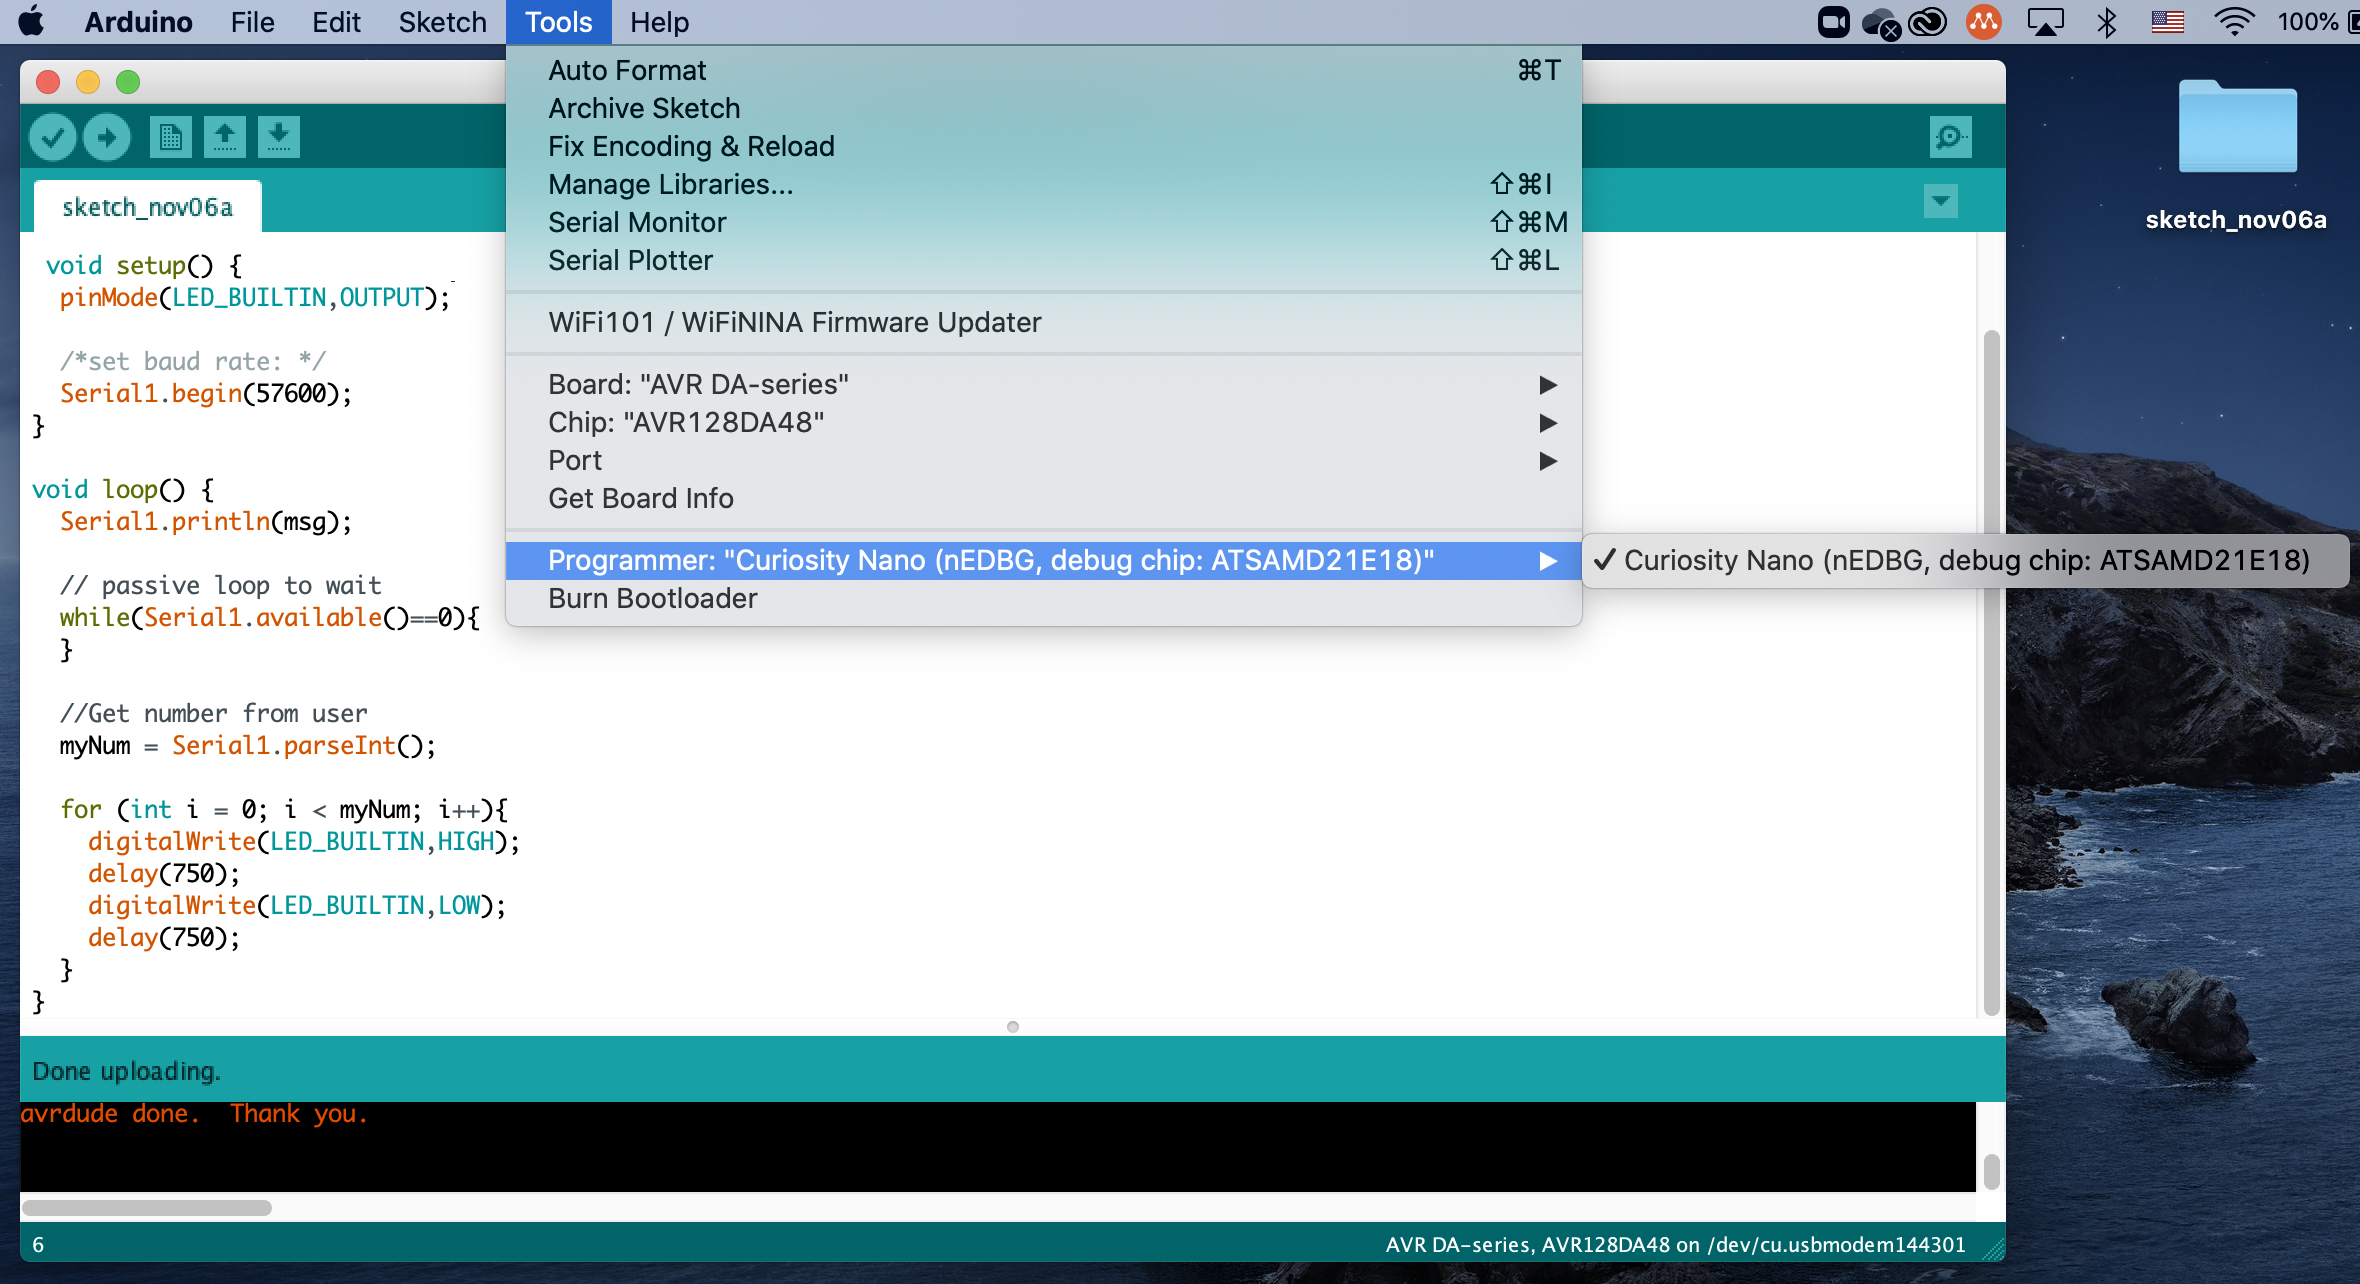 Arduino File Edit Sketch Tools Help 100%
Auto Format ⌘T
Archive Sketch
Fix Encoding & Reload
Manage Libraries... ⇧⌘I
Serial Monitor ⇧⌘M
Serial Plotter ⇧⌘L
WiFi101 / WiFiNINA Firmware Updater
Board: "AVR DA-series"
Chip: "AVR128DA48"
Port
Get Board Info
Programmer: "Curiosity Nano (nEDBG, debug chip: ATSAMD21E18)"
Burn Bootloader
✓ Curiosity Nano (nEDBG, debug chip: ATSAMD21E18)
sketch_nov06a
sketch_nov06a
void setup() {
pinMode(LED_BUILTIN,OUTPUT);
/*set baud rate: */
Serial1.begin(57600);
}
void loop() {
Serial1.println(msg);
// passive loop to wait
while(Serial1.available()==0){
}
//Get number from user
myNum = Serial1.parseInt();
for (int i = 0; i < myNum; i++){
digitalWrite(LED_BUILTIN,HIGH);
delay(750);
digitalWrite(LED_BUILTIN,LOW);
delay(750);
}
}
Done uploading.
avrdude done.  Thank you.
6
AVR DA-series, AVR128DA48 on /dev/cu.usbmodem144301